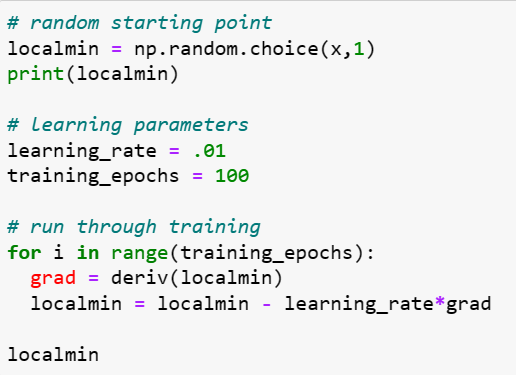 # random starting point
localmin = np.random.choice(x,1)
print(localmin)

# learning parameters
learning_rate = .01
training_epochs = 100

# run through training
for i in range(training_epochs):
  grad = deriv(localmin)
  localmin = localmin - learning_rate*grad

localmin